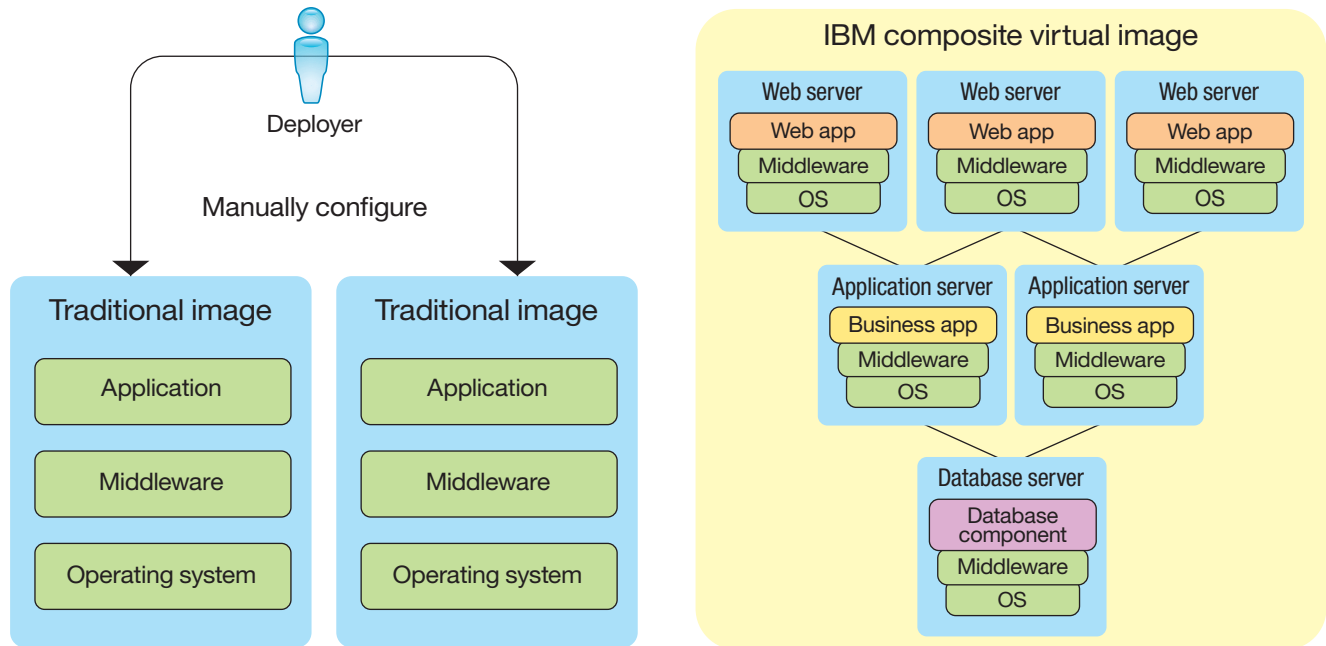 Deployer
Manually configure
Traditional image
Application
Middleware
Operating system
Traditional image
Application
Middleware
Operating system
IBM composite virtual image
Web server
Web app
Middleware
OS
Web server
Web app
Middleware
OS
Web server
Web app
Middleware
OS
Application server
Business app
Middleware
OS
Application server
Business app
Middleware
OS
Database server
Database
component
Middleware
OS